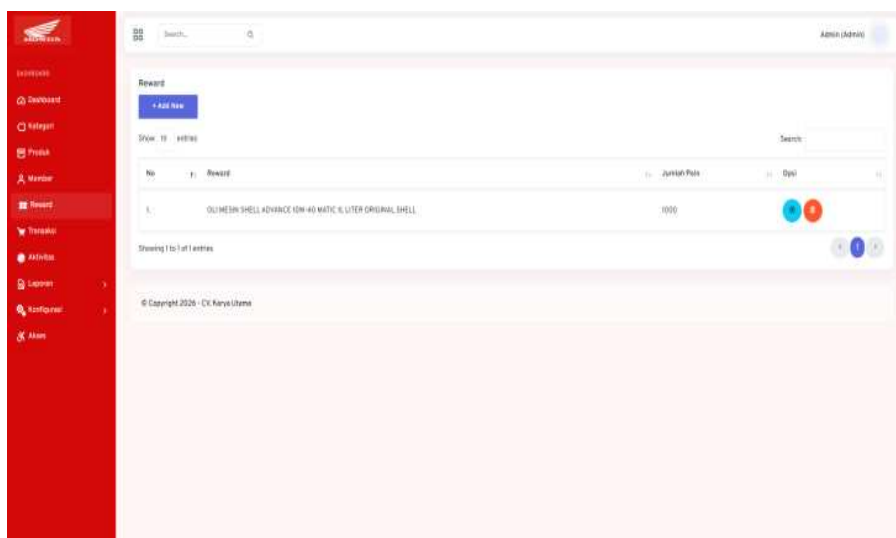 HONDA
DASHBOARD
Dashboard
Kategori
Produk
Member
Reward
Transaksi
Aktivitas
Laporan
Konfigurasi
Akses
Search...
Admin (Admin)
Reward
+ Add New
Show 10 entries
Search:
No Reward Jumlah Poin Opsi
1. OLI MESIN SHELL ADVANCE 10W-40 MATIC 1L LITER ORIGINAL SHELL 1000
Showing 1 to 1 of 1 entries
1
© Copyright 2026 - CV. Karya Utama